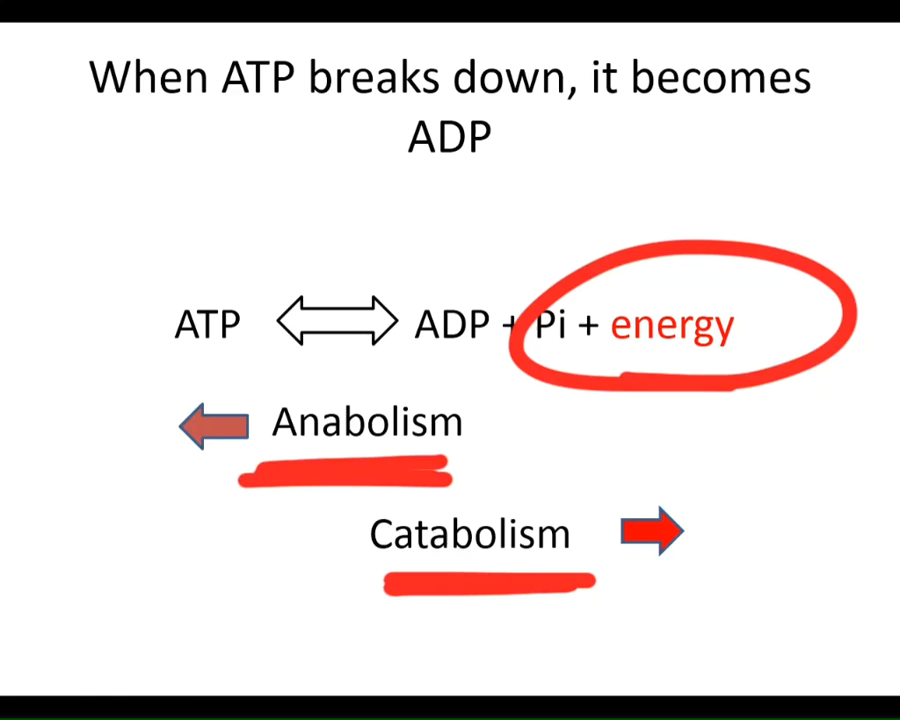 When ATP breaks down, it becomes
ADP
ATP ADP + Pi + energy
Anabolism
Catabolism